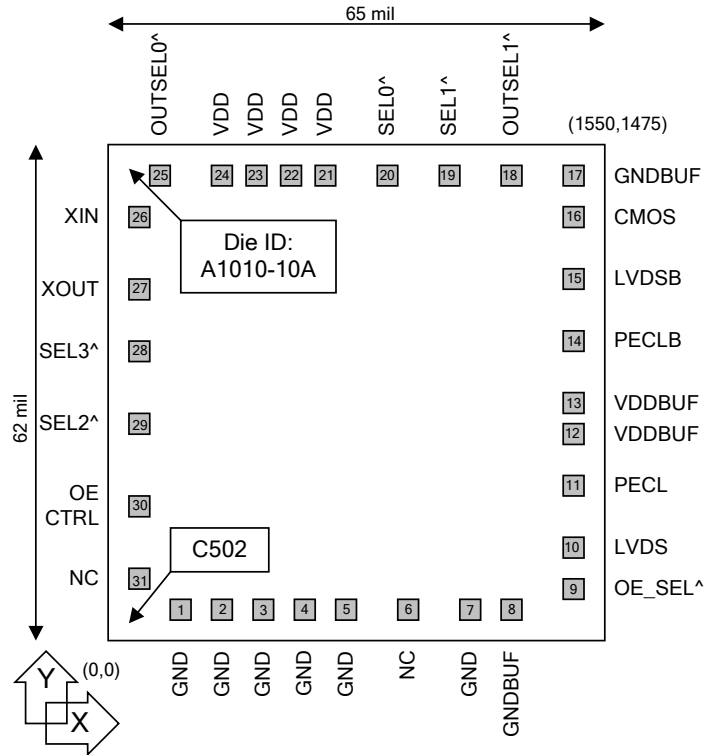 65 mil
OUTSEL0^
VDD
VDD
VDD
VDD
SEL0^
SEL1^
OUTSEL1^
(1550,1475)
25
24
23
22
21
20
19
18
17
GNDBUF
XIN
26
Die ID:
A1010-10A
16
CMOS
XOUT
27
15
LVDSB
SEL3^
28
14
PECLB
62 mil
SEL2^
29
13
VDDBUF
12
VDDBUF
OE
CTRL
30
11
PECL
C502
10
LVDS
NC
31
9
OE_SEL^
1
2
3
4
5
6
7
8
GND
GND
GND
GND
GND
NC
GND
GNDBUF
(0,0)
Y
X